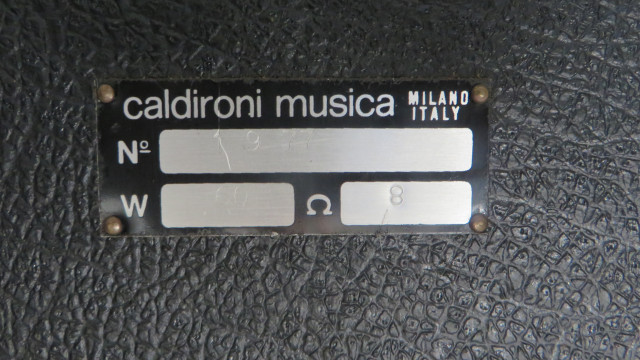 caldironi musica MILANO ITALY
Nº
W Ω 8